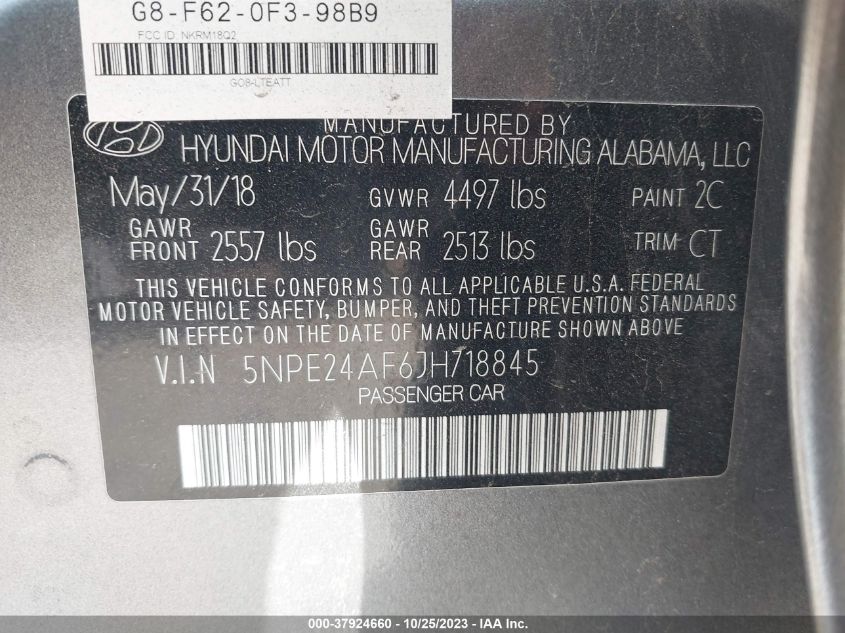 G8-F62-0F3-98B9
FCC ID: NKRM18Q2
GO8-LTEATT
MANUFACTURED BY
HYUNDAI MOTOR MANUFACTURING ALABAMA, LLC
May/31/18 GVWR 4497 lbs PAINT 2C
GAWR FRONT 2557 lbs GAWR REAR 2513 lbs TRIM CT
THIS VEHICLE CONFORMS TO ALL APPLICABLE U.S.A. FEDERAL
MOTOR VEHICLE SAFETY, BUMPER, AND THEFT PREVENTION STANDARDS
IN EFFECT ON THE DATE OF MANUFACTURE SHOWN ABOVE
V.I.N 5NPE24AF6JH718845
PASSENGER CAR
000-37924660 - 10/25/2023 - IAA Inc.